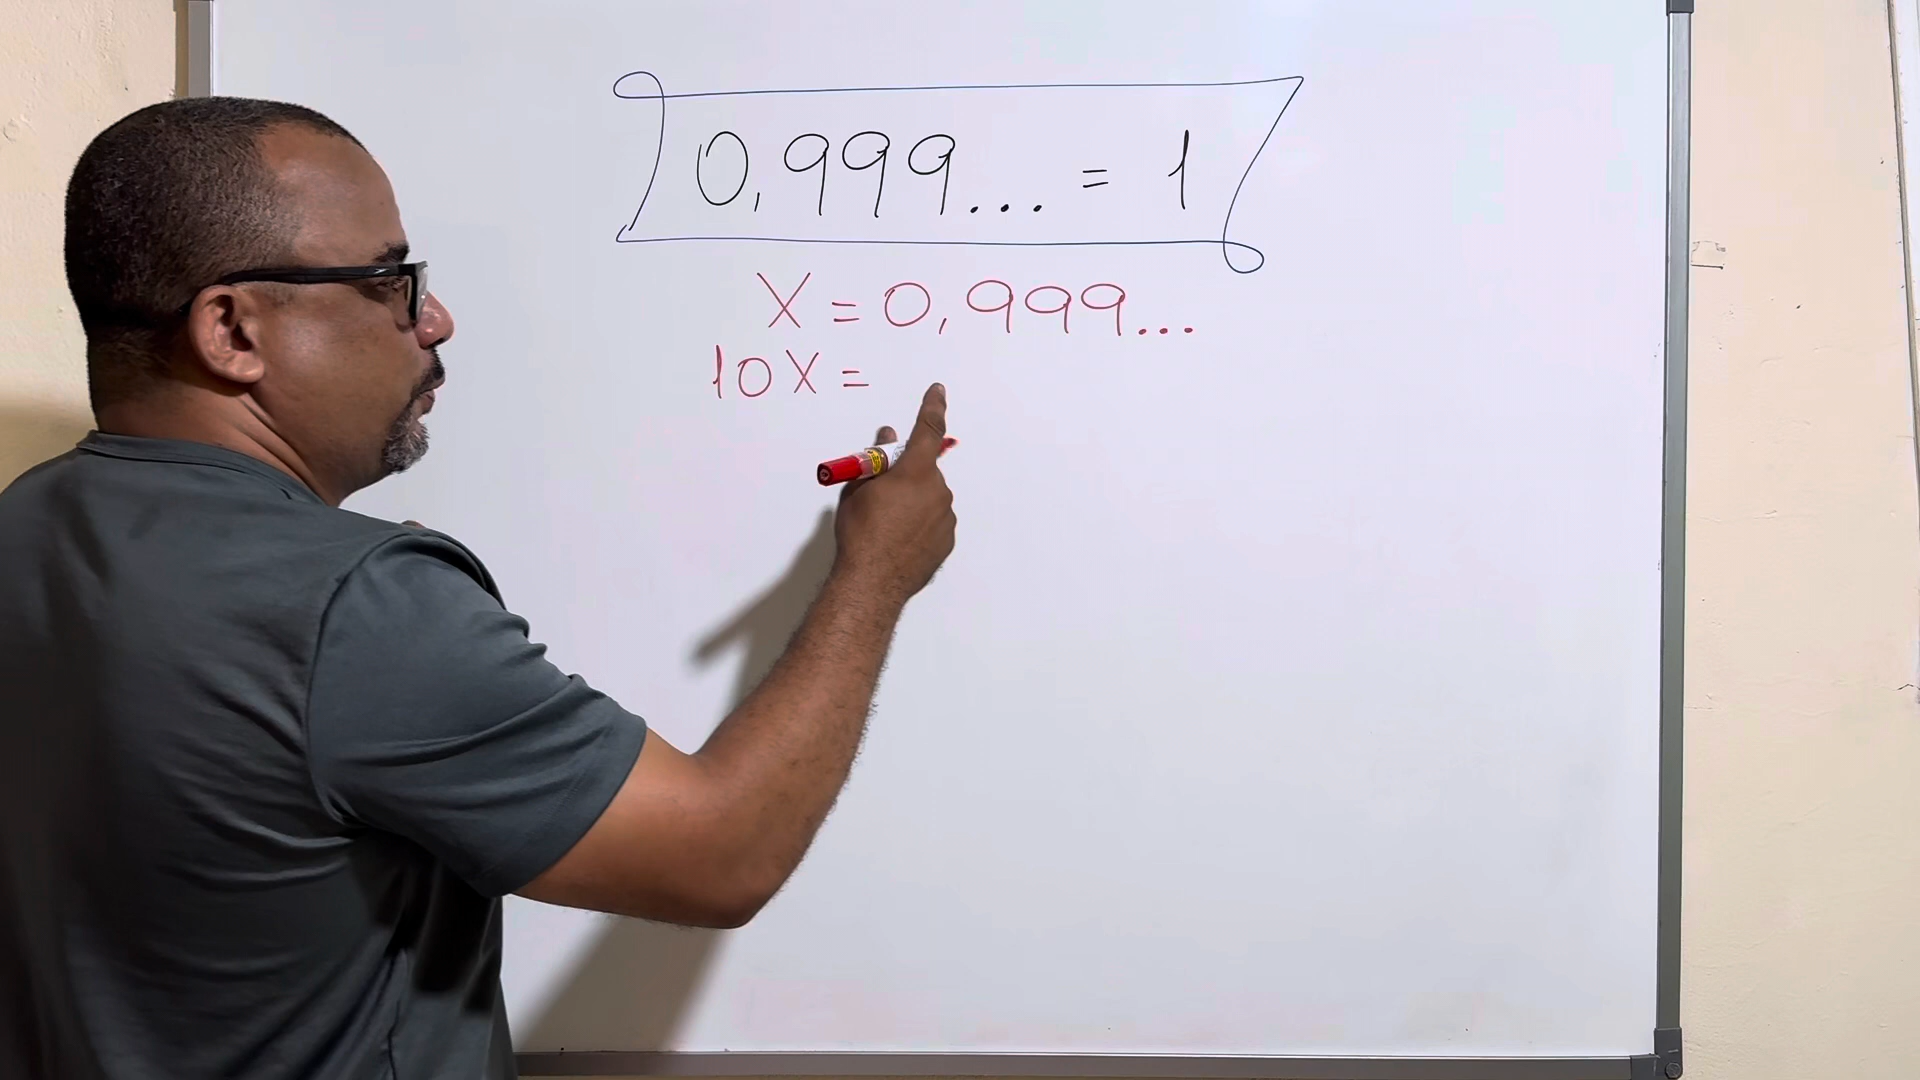 0,999... = 1
X = 0,999...
10X =